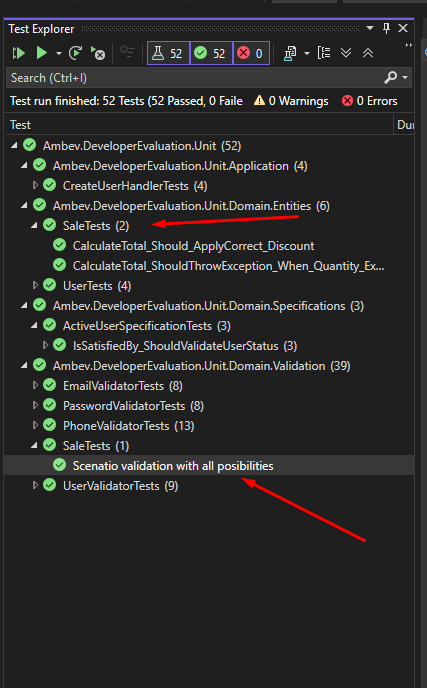 Test Explorer
52 52 0
Search (Ctrl+I)
Test run finished: 52 Tests (52 Passed, 0 Faile 0 Warnings 0 Errors
Test Dur
Ambev.DeveloperEvaluation.Unit (52)
Ambev.DeveloperEvaluation.Unit.Application (4)
CreateUserHandlerTests (4)
Ambev.DeveloperEvaluation.Unit.Domain.Entities (6)
SaleTests (2)
CalculateTotal_Should_ApplyCorrect_Discount
CalculateTotal_ShouldThrowException_When_Quantity_Ex...
UserTests (4)
Ambev.DeveloperEvaluation.Unit.Domain.Specifications (3)
ActiveUserSpecificationTests (3)
IsSatisfiedBy_ShouldValidateUserStatus (3)
Ambev.DeveloperEvaluation.Unit.Domain.Validation (39)
EmailValidatorTests (8)
PasswordValidatorTests (8)
PhoneValidatorTests (13)
SaleTests (1)
Scenatio validation with all posibilities
UserValidatorTests (9)